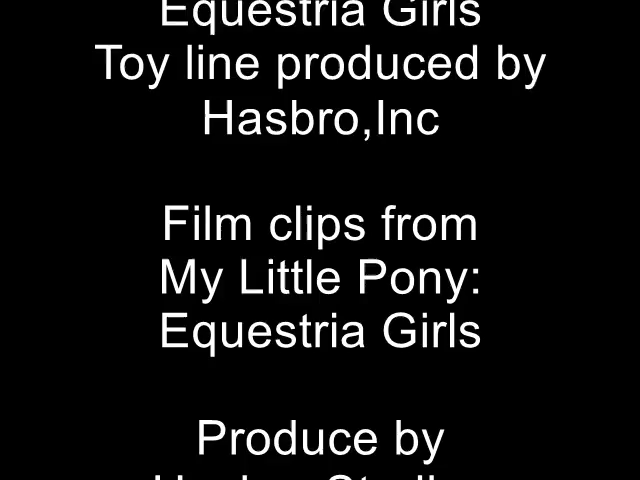 Equestria Girls
Toy line produced by
Hasbro,Inc
Film clips from
My Little Pony:
Equestria Girls
Produce by